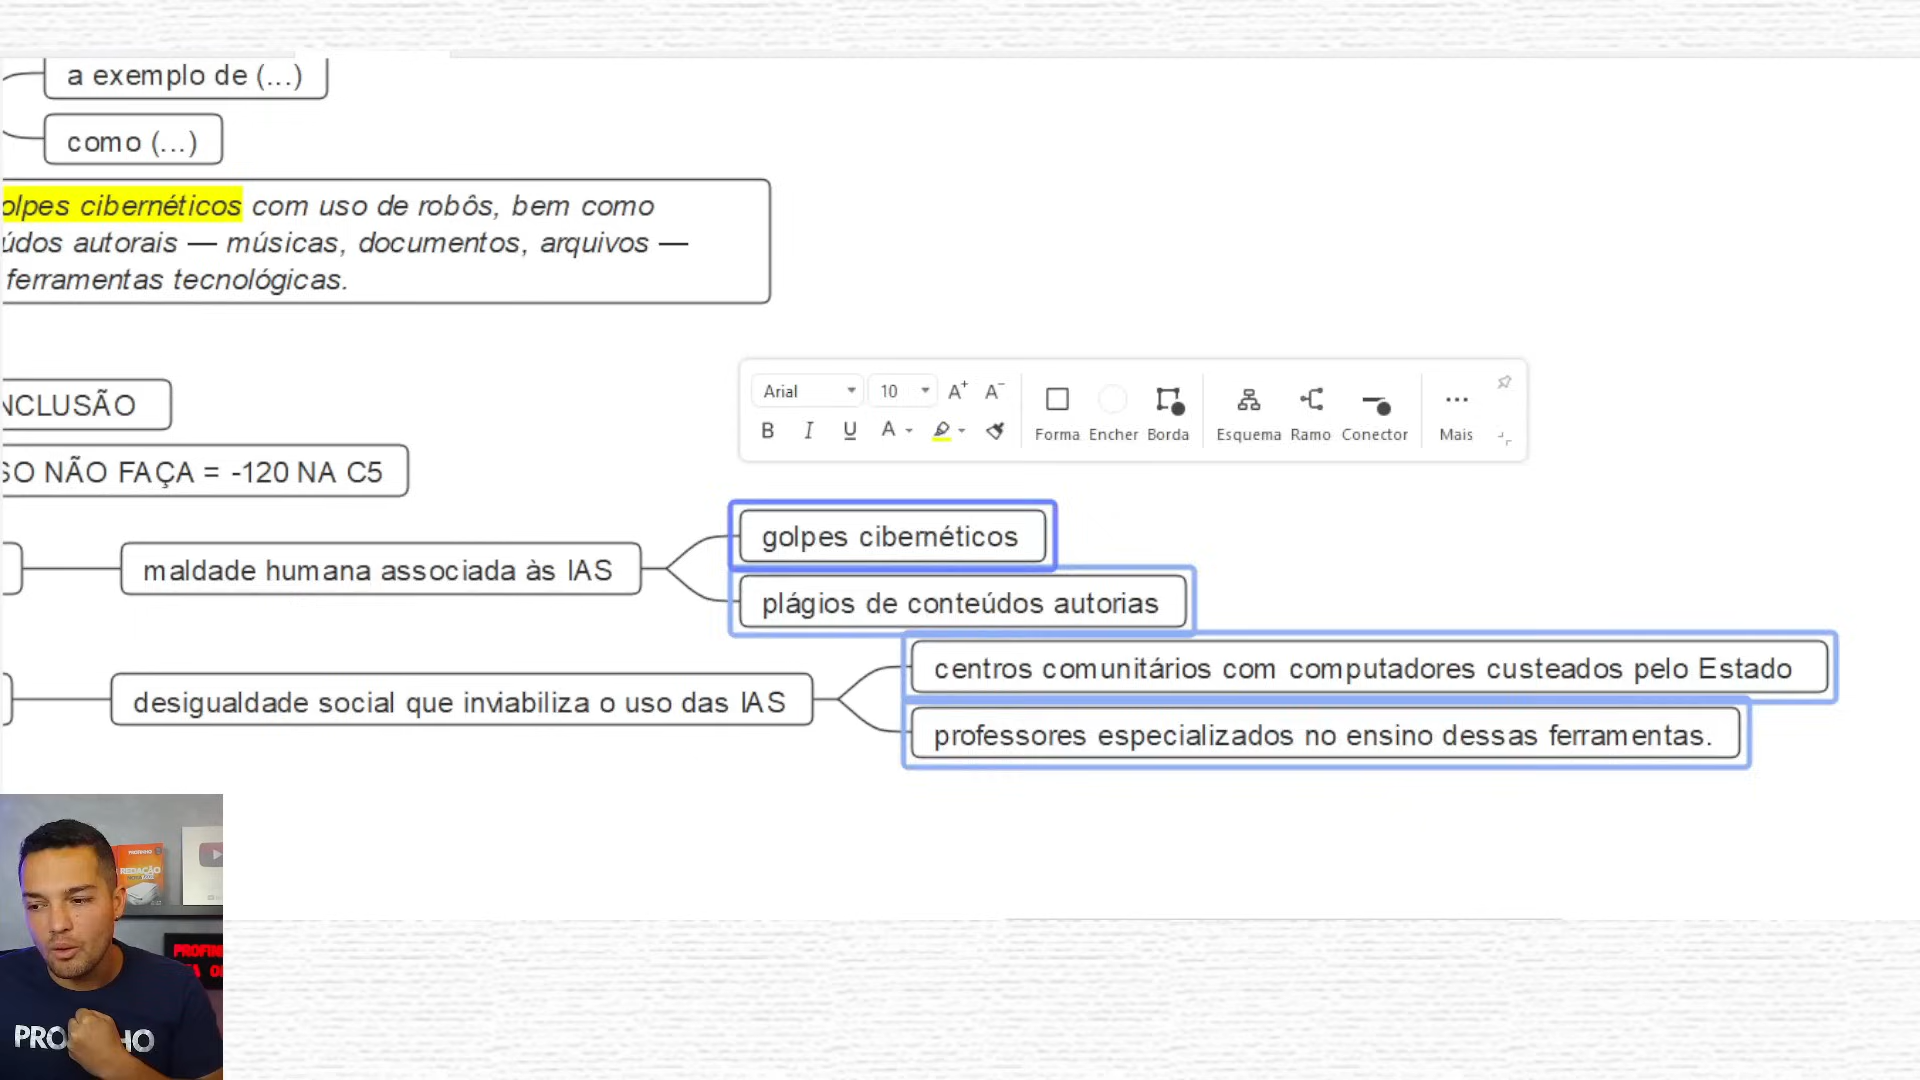 a exemplo de (...)
como (...)
olpes cibernéticos com uso de robôs, bem como
údos autorais — músicas, documentos, arquivos —
ferramentas tecnológicas.
NCLUSÃO
SO NÃO FAÇA = -120 NA C5
maldade humana associada às IAS
golpes cibernéticos
plágios de conteúdos autorias
desigualdade social que inviabiliza o uso das IAS
centros comunitários com computadores custeados pelo Estado
professores especializados no ensino dessas ferramentas.
Arial
10
A+ A-
B I U A
Forma Encher Borda Esquema Ramo Conector Mais
REDAÇÃO